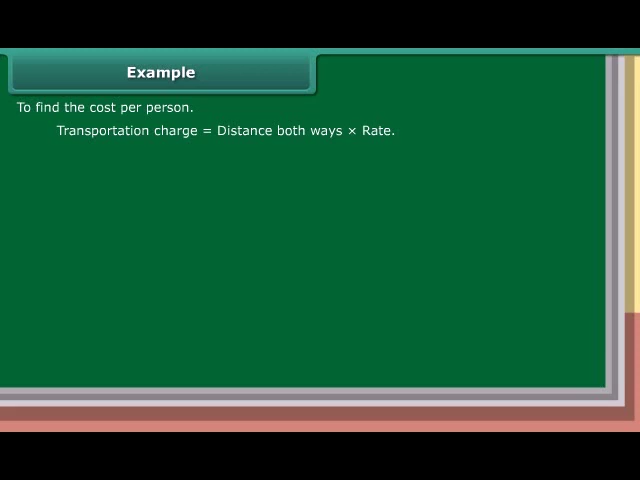 Example
To find the cost per person.
Transportation charge = Distance both ways × Rate.